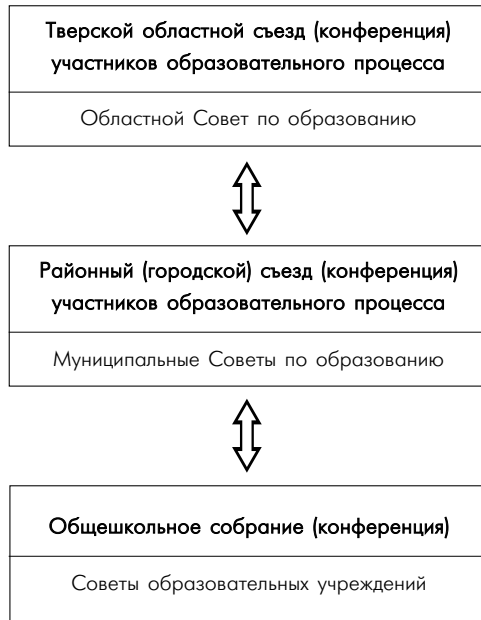 Тверской областной съезд (конференция)
участников образовательного процесса
Областной Совет по образованию
Районный (городской) съезд (конференция)
участников образовательного процесса
Муниципальные Советы по образованию
Общешкольное собрание (конференция)
Советы образовательных учреждений